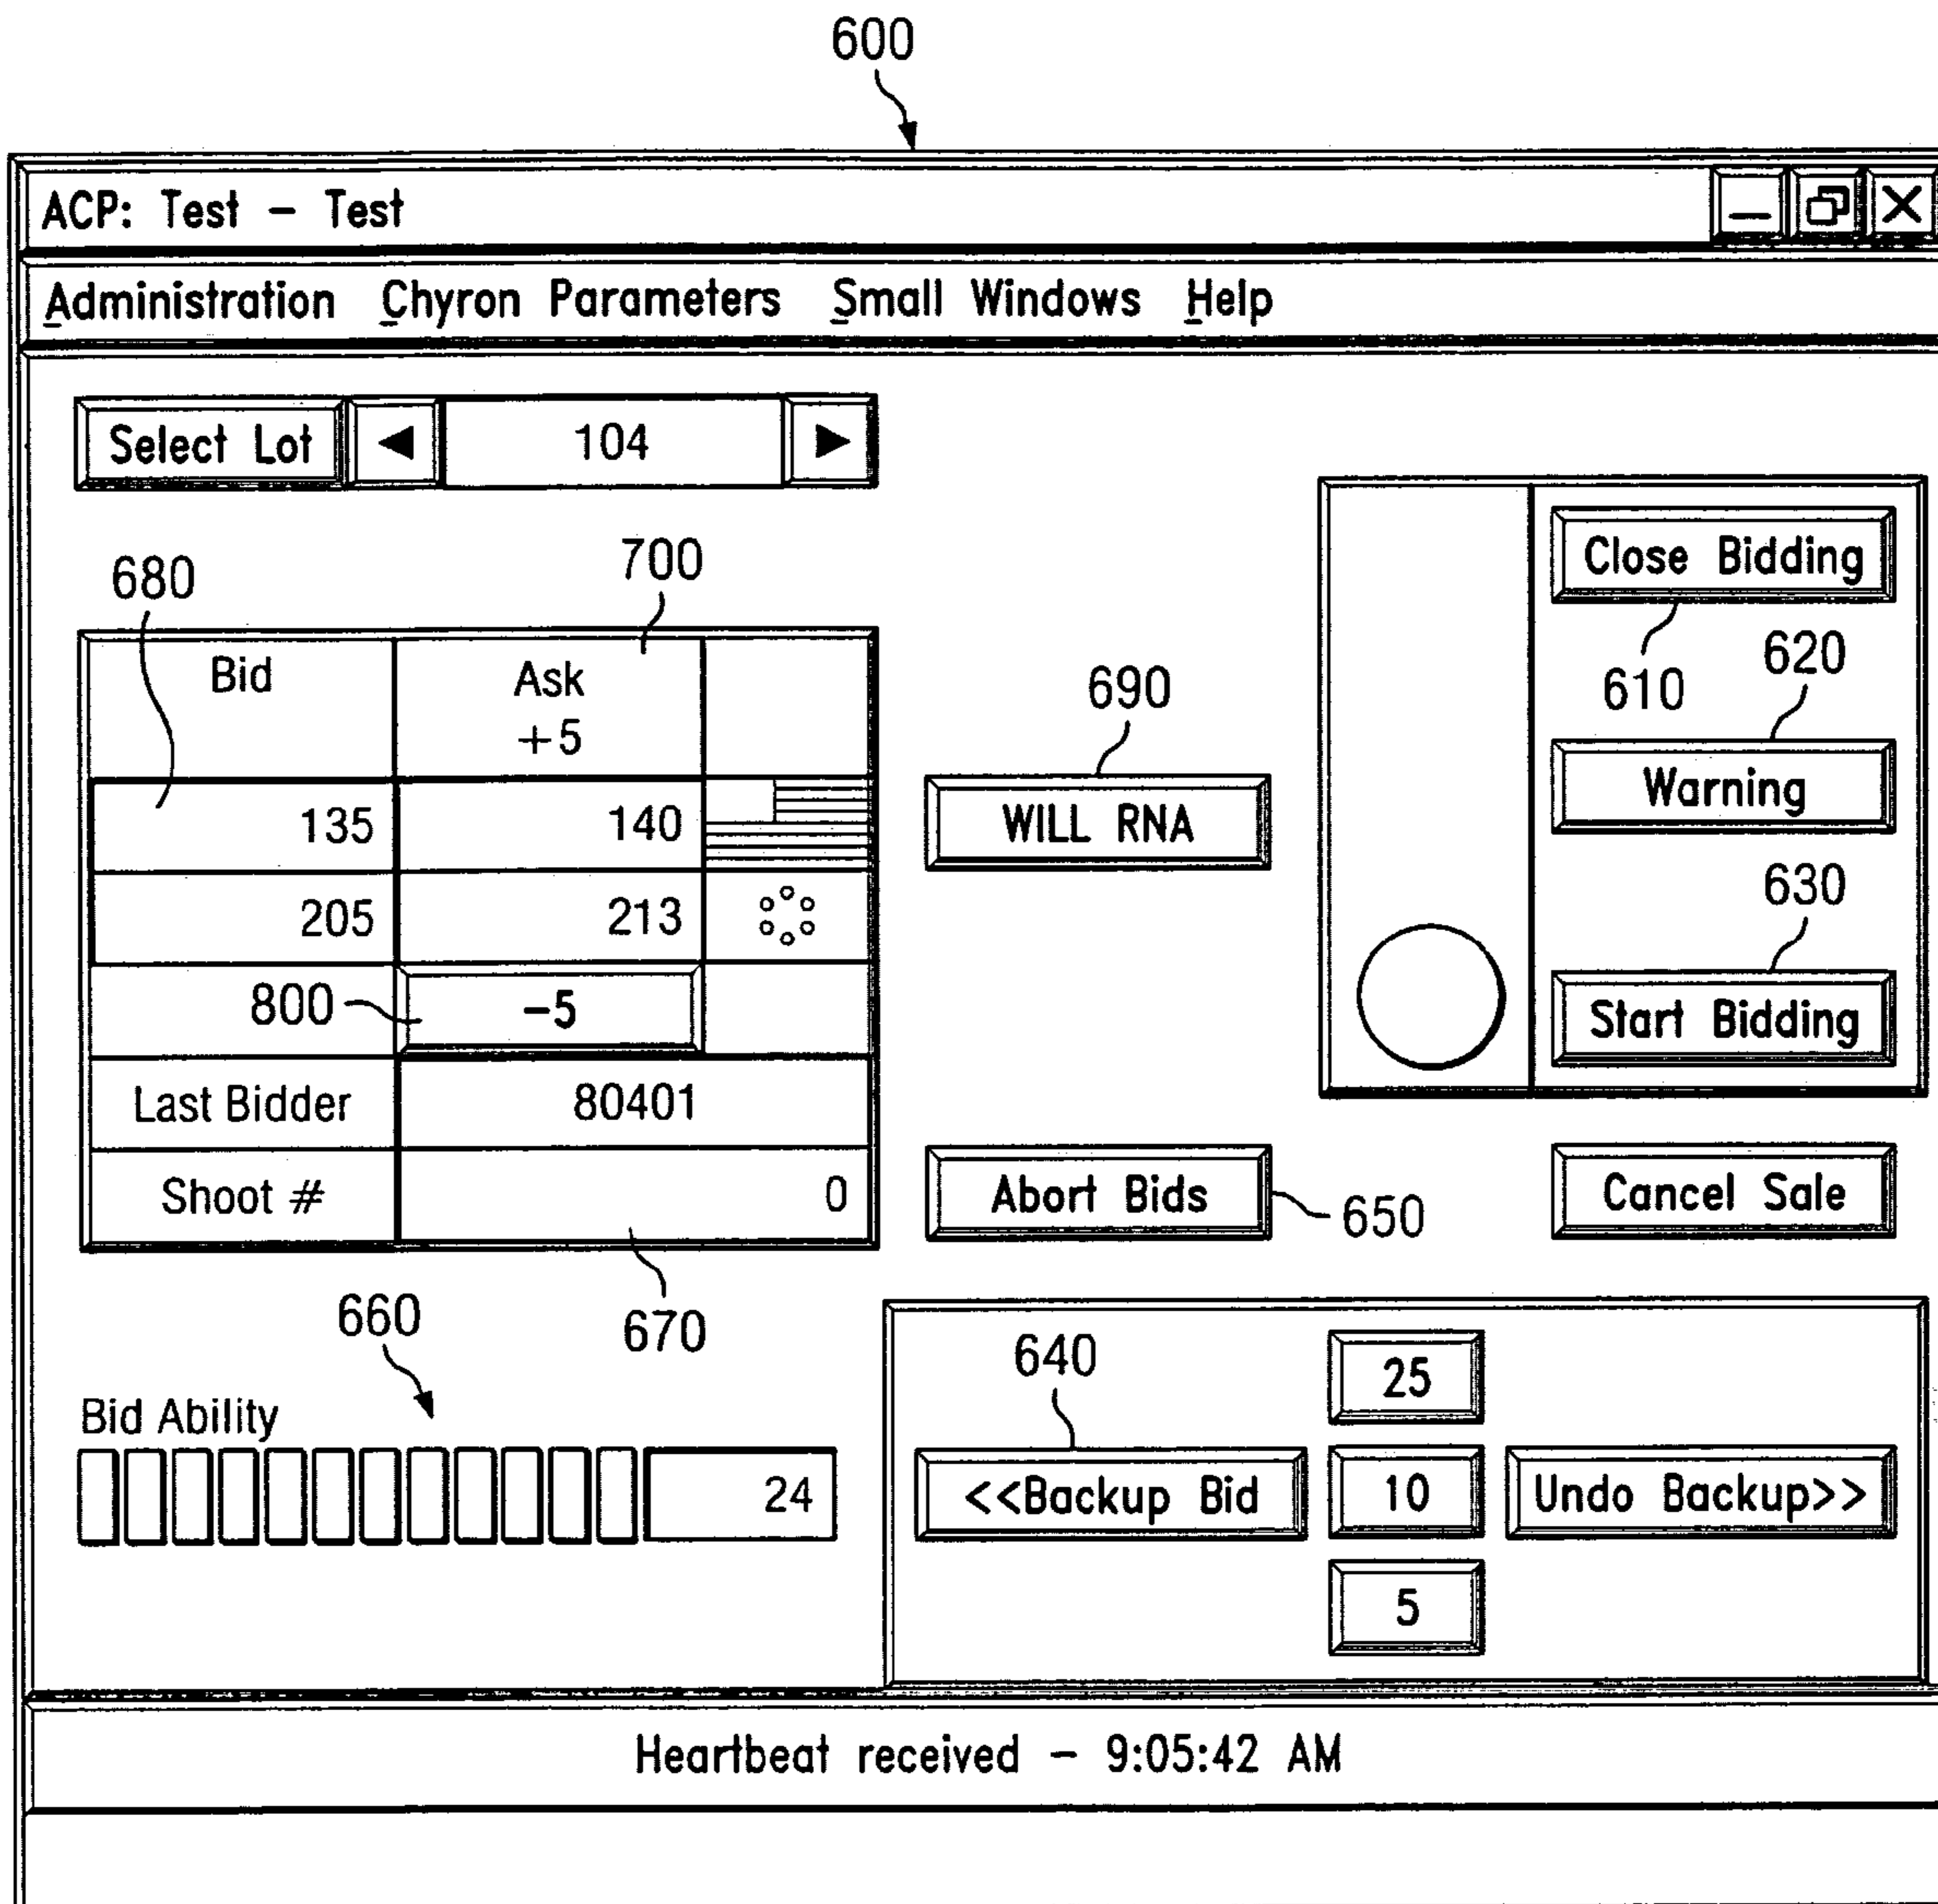 600
ACP: Test – Test
Administration Chyron Parameters Small Windows Help
Select Lot ◄ 104 ►
680
700
Bid
Ask
+5
135 140
205 213
800
−5
Last Bidder 80401
Shoot # 0
690
WILL RNA
Close Bidding
610
620
Warning
630
Start Bidding
Abort Bids
650
Cancel Sale
660
670
Bid Ability
24
640
25
<<Backup Bid 10 Undo Backup>>
5
Heartbeat received – 9:05:42 AM